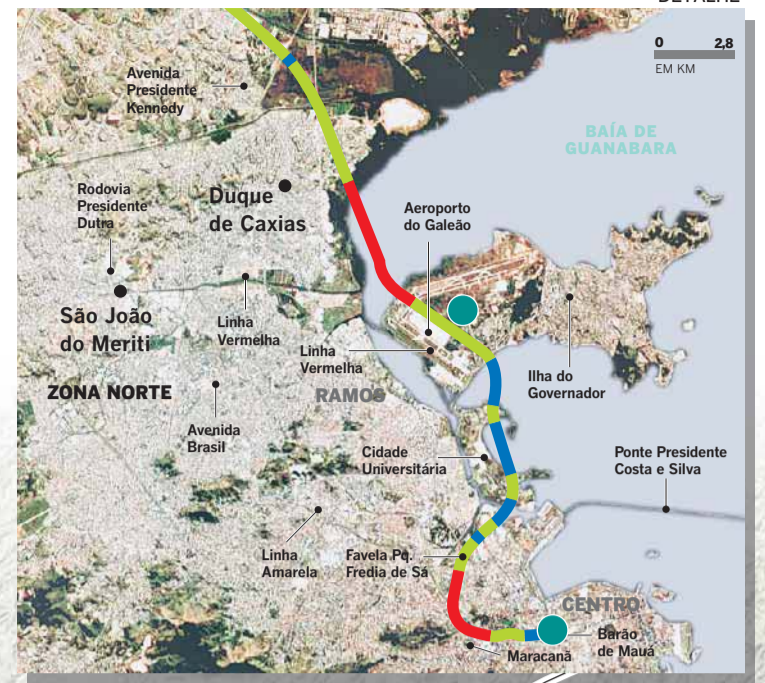 DETALHE
0 2,8
EM KM
Avenida
Presidente
Kennedy
BAÍA DE
GUANABARA
Rodovia
Presidente
Dutra
Duque
de Caxias
Aeroporto
do Galeão
São João
do Meriti
Linha
Vermelha
Linha
Vermelha
ZONA NORTE
RAMOS
Ilha do
Governador
Avenida
Brasil
Cidade
Universitária
Ponte Presidente
Costa e Silva
Linha
Amarela
Favela Pq.
Fredia de Sá
CENTRO
Barão
de Mauá
Maracanã